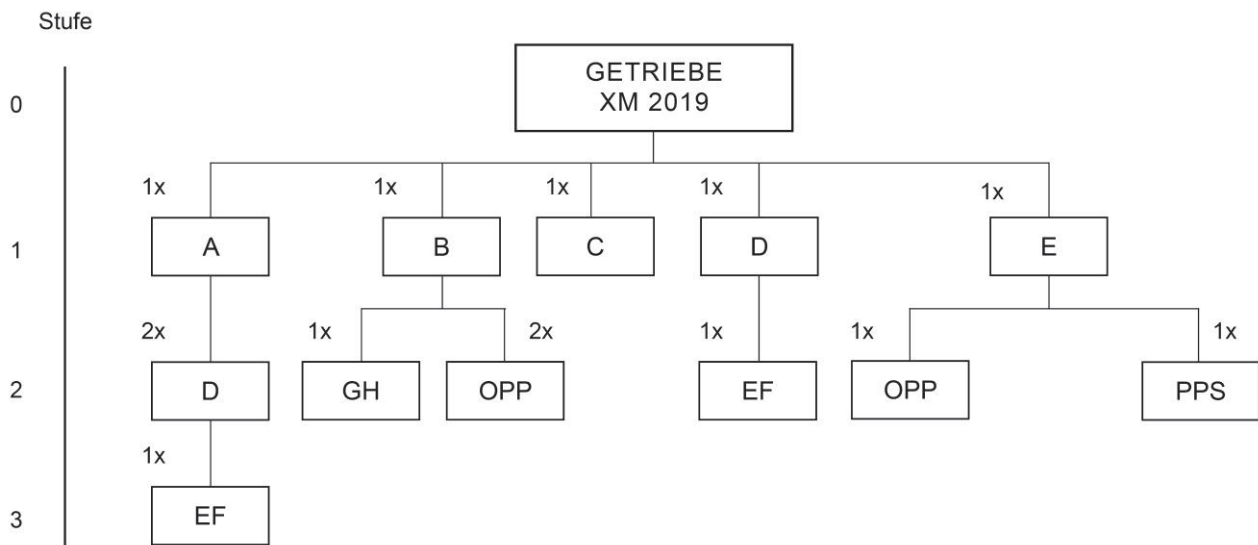 Stufe
GETRIEBE
XM 2019
0
1x 1x 1x 1x 1x
A B C D E
1
2x 1x 2x 1x 1x 1x
D GH OPP EF OPP PPS
2
1x
EF
3